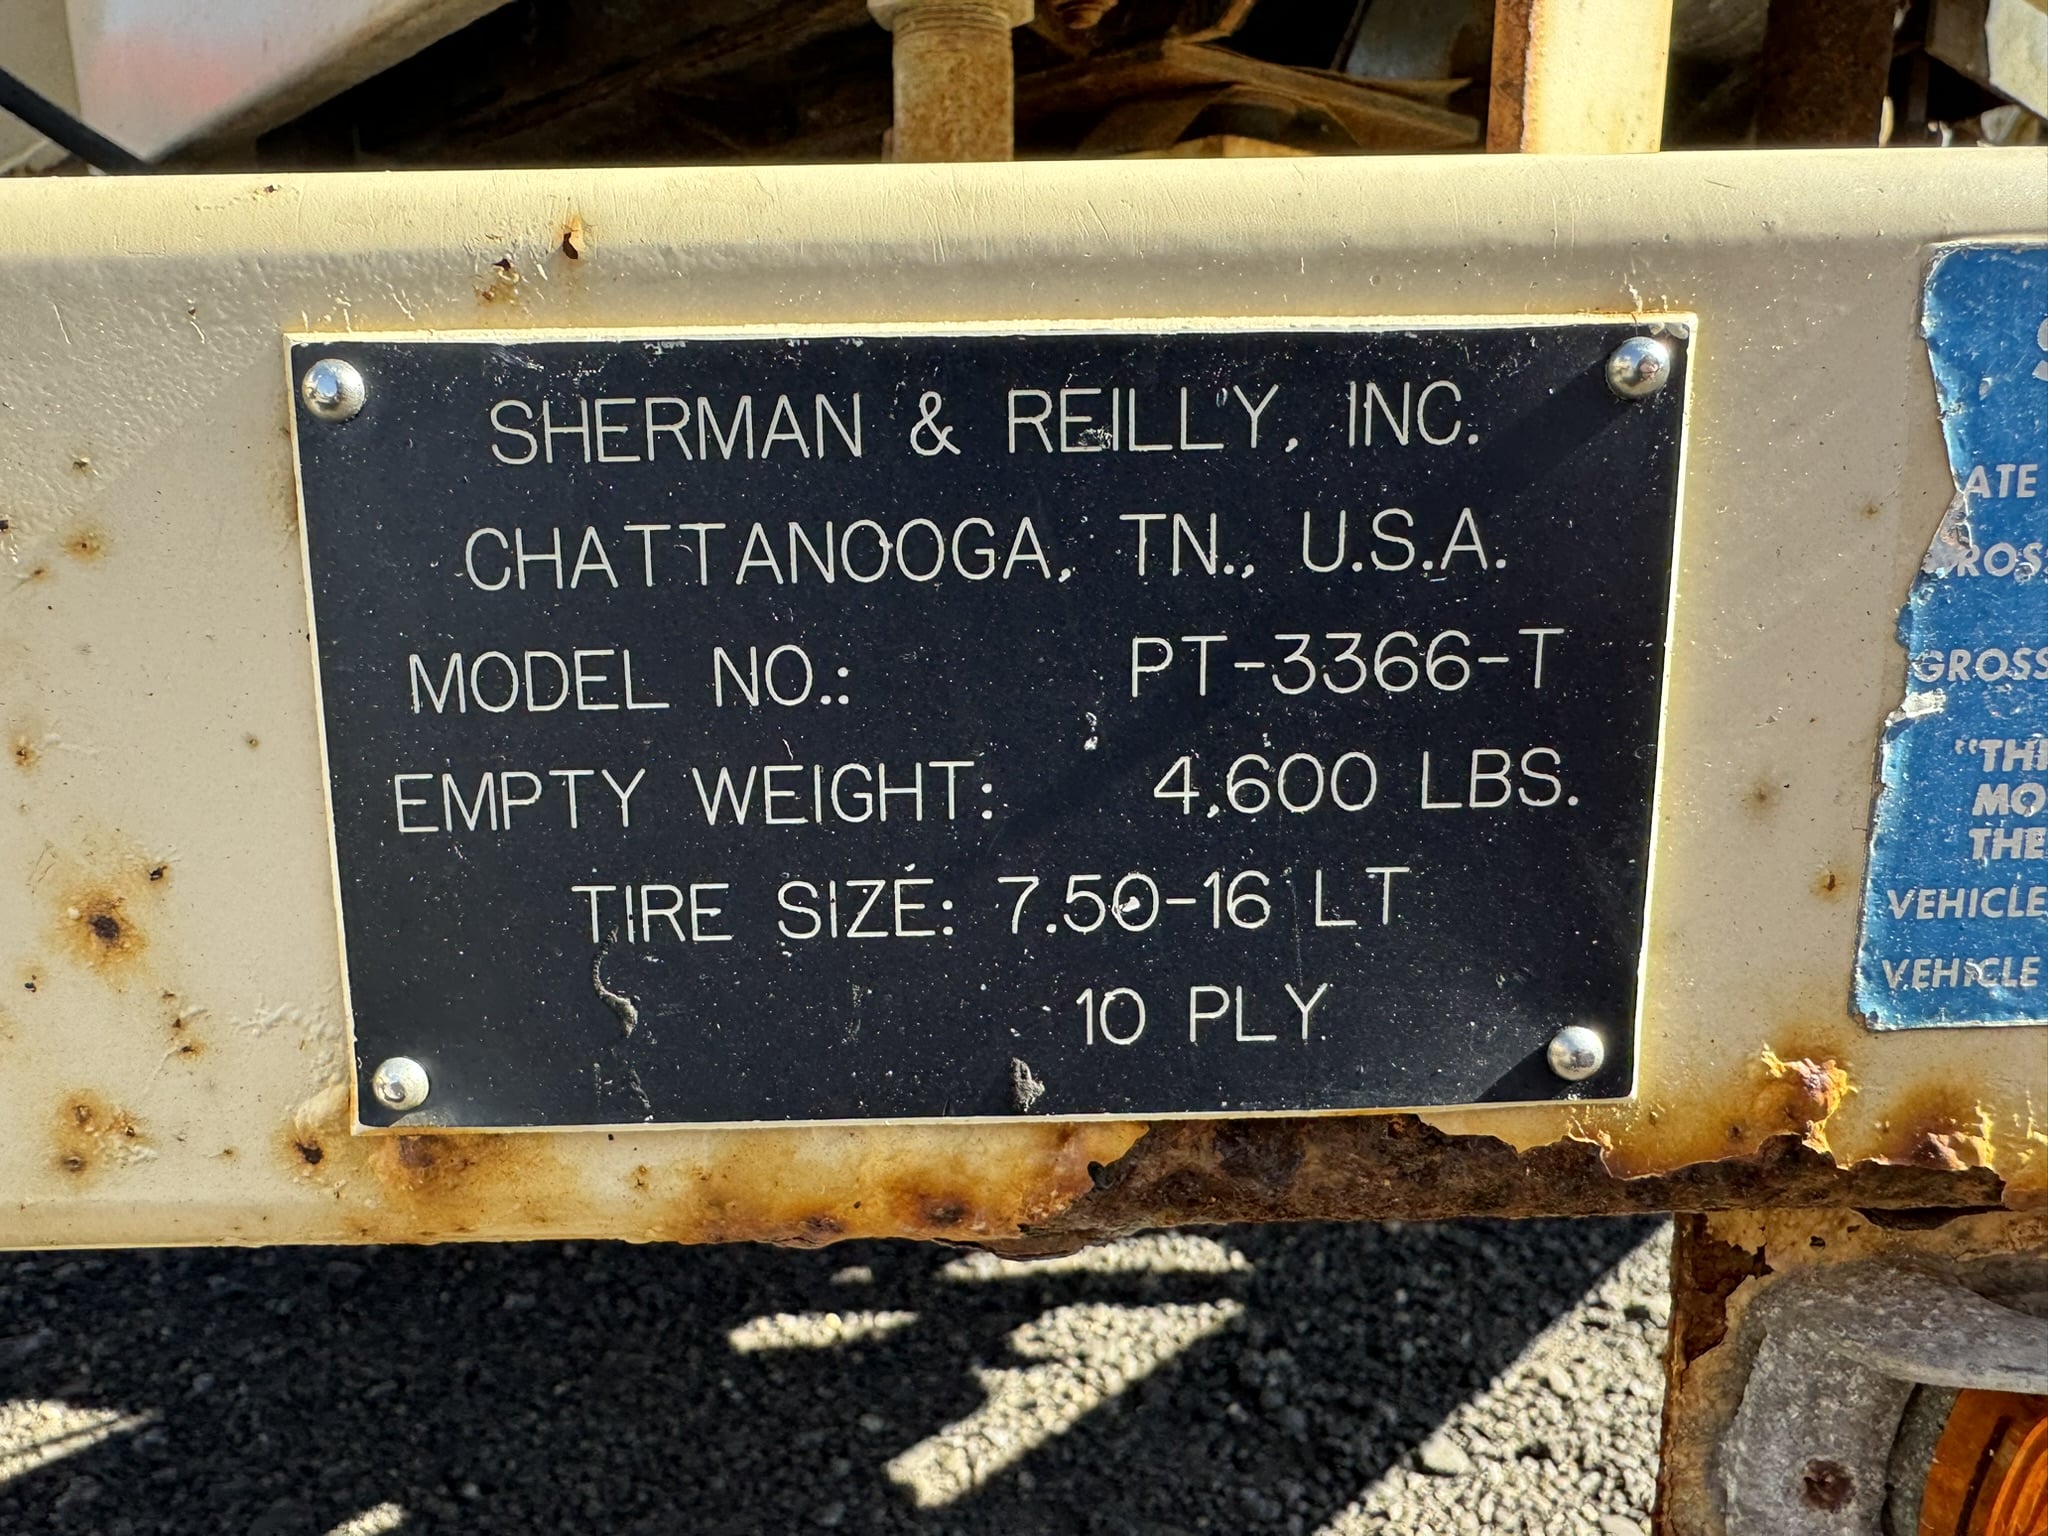 SHERMAN & REILLY, INC.
CHATTANOOGA, TN., U.S.A.
MODEL NO.: PT-3366-T
EMPTY WEIGHT: 4,600 LBS.
TIRE SIZE: 7.50-16 LT
10 PLY
GROSS
VEHICLE
VEHICLE